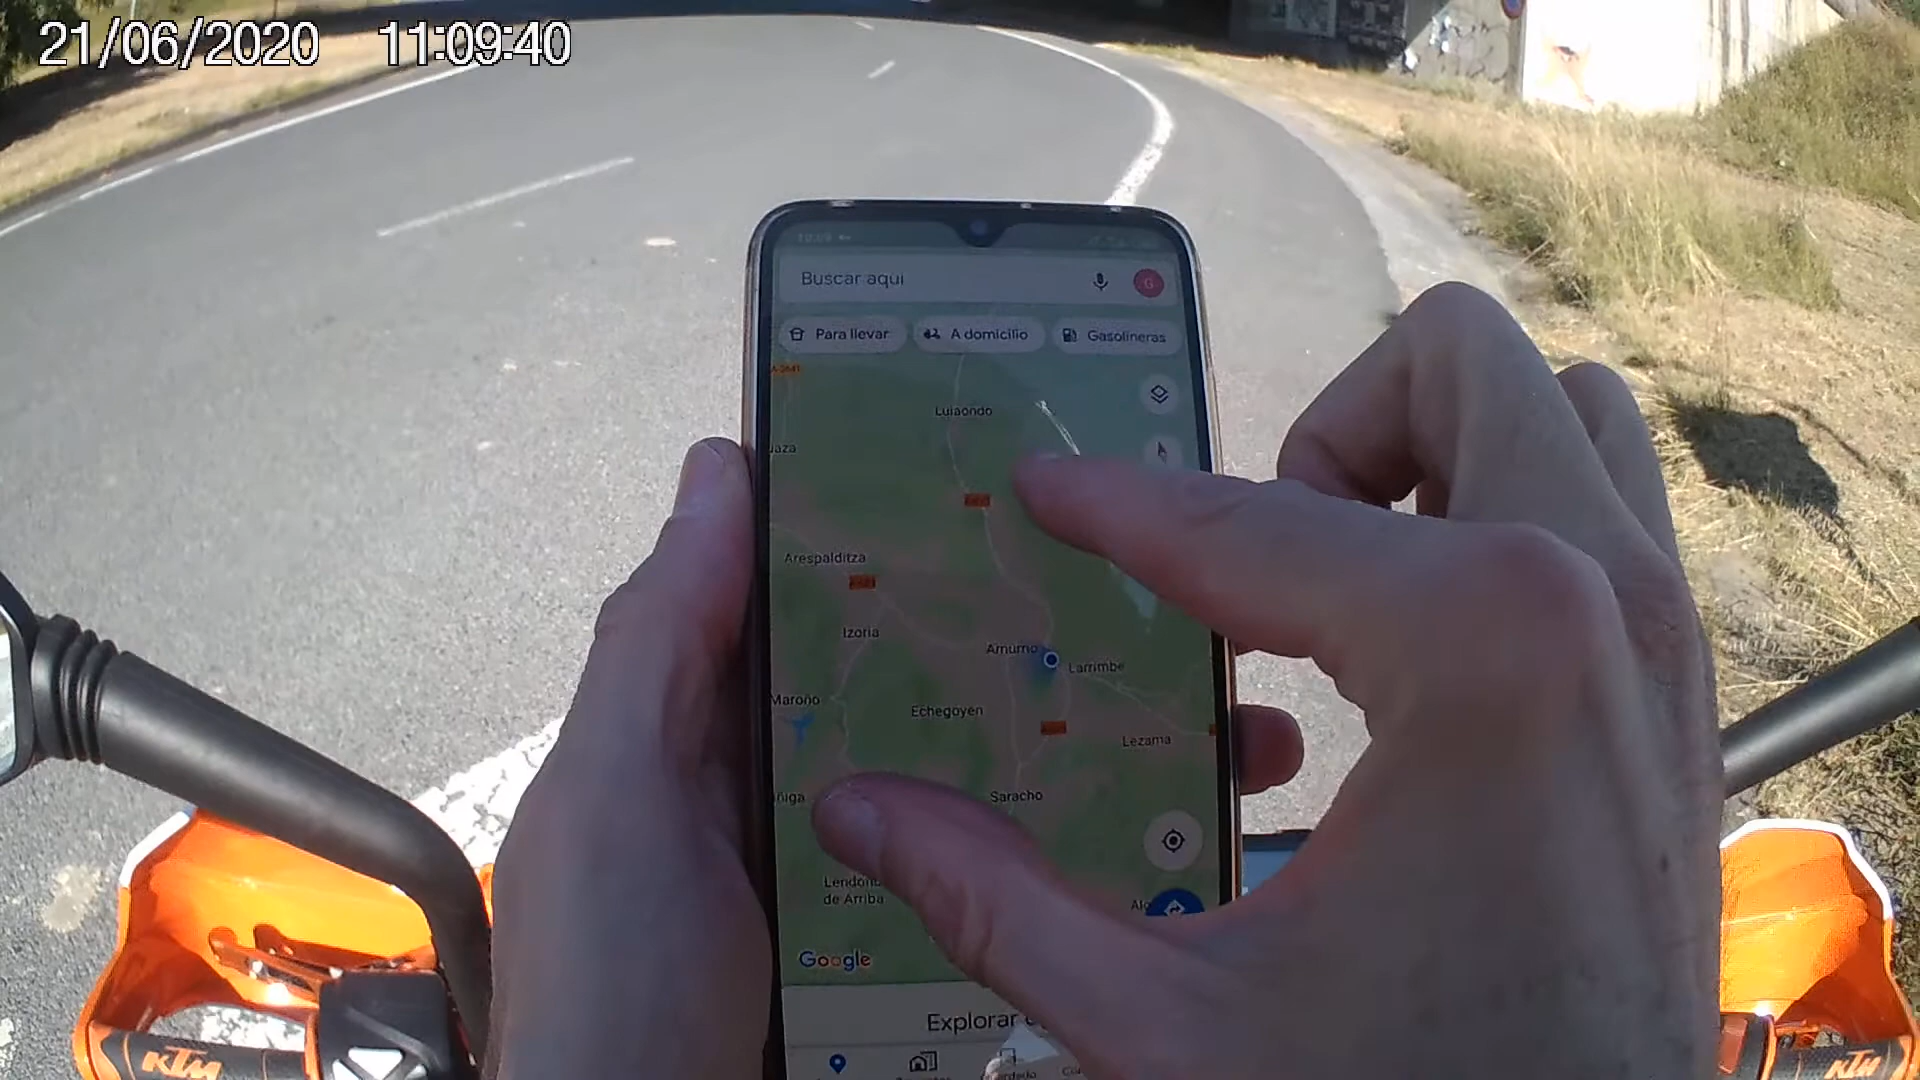 21/06/2020 11:09:40
Buscar aquí
G
Para llevar
A domicilio
Gasolineras
Luiaondo
Arespalditza
Izoria
Amurrio
Larrimbe
Maroño
Echegoyen
Lezama
Saracho
de Arriba
Google
Explorar
KTM
KTM